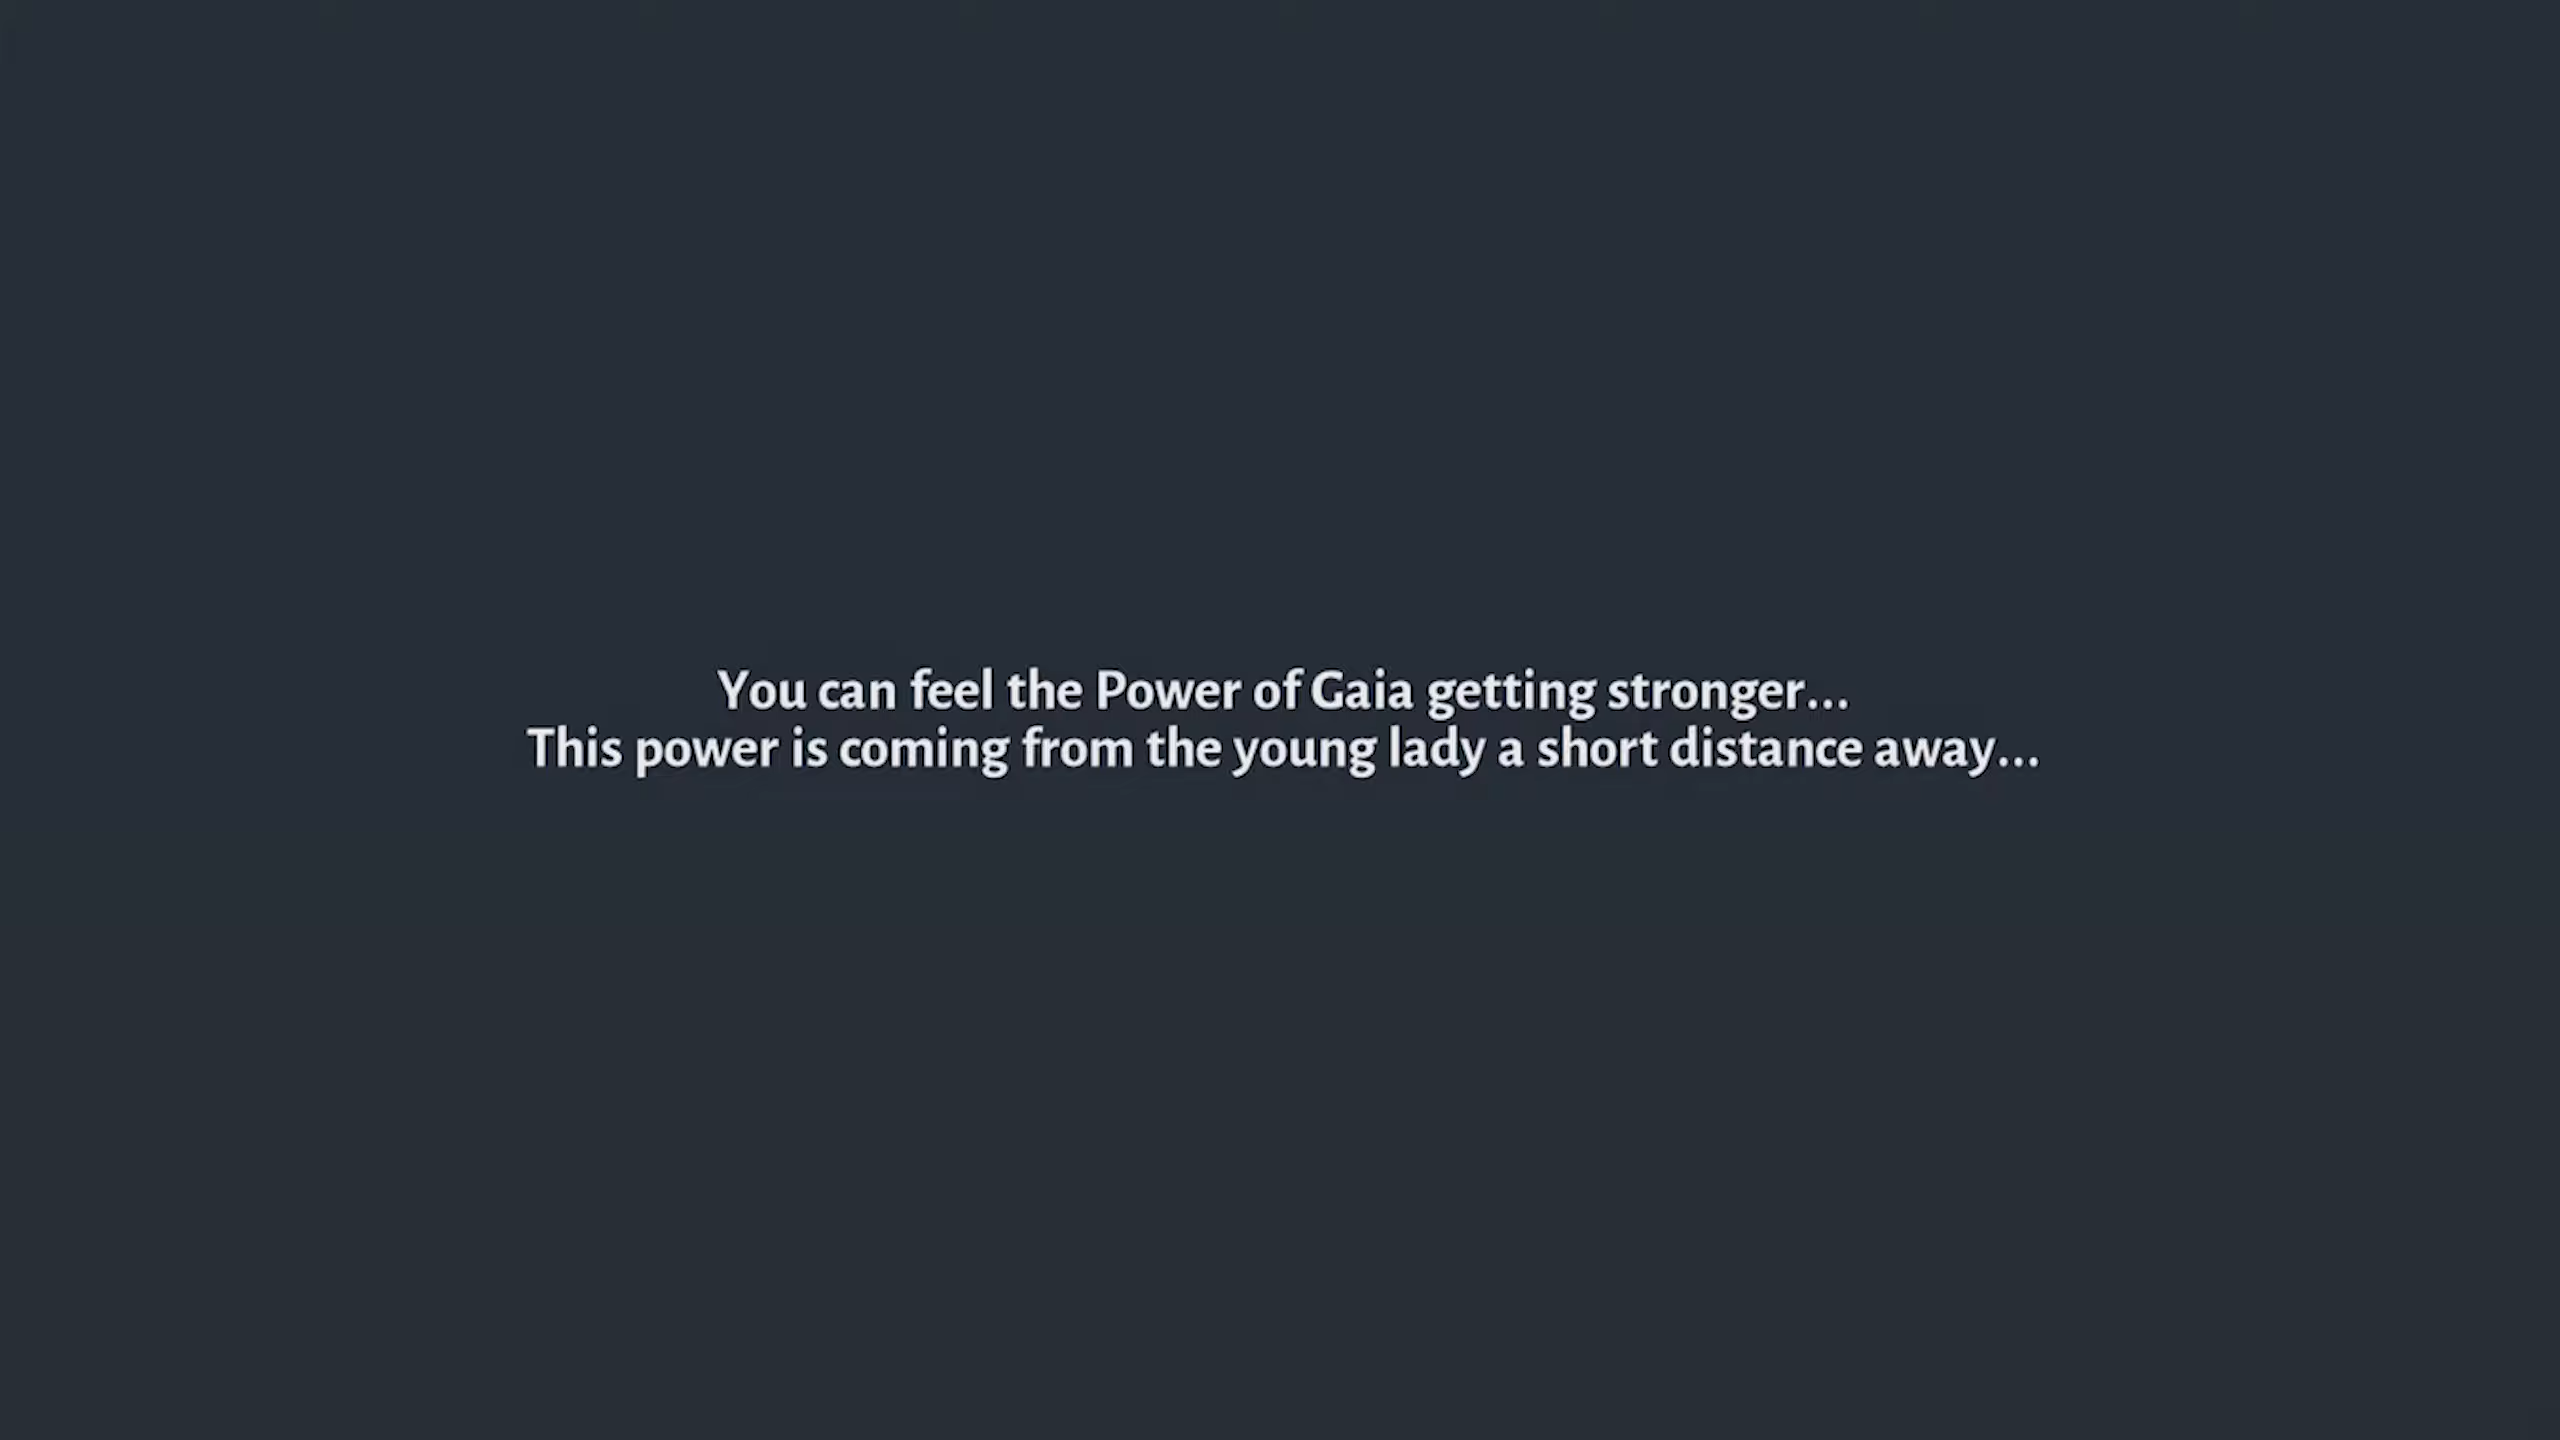 You can feel the Power of Gaia getting stronger...
This power is coming from the young lady a short distance away...